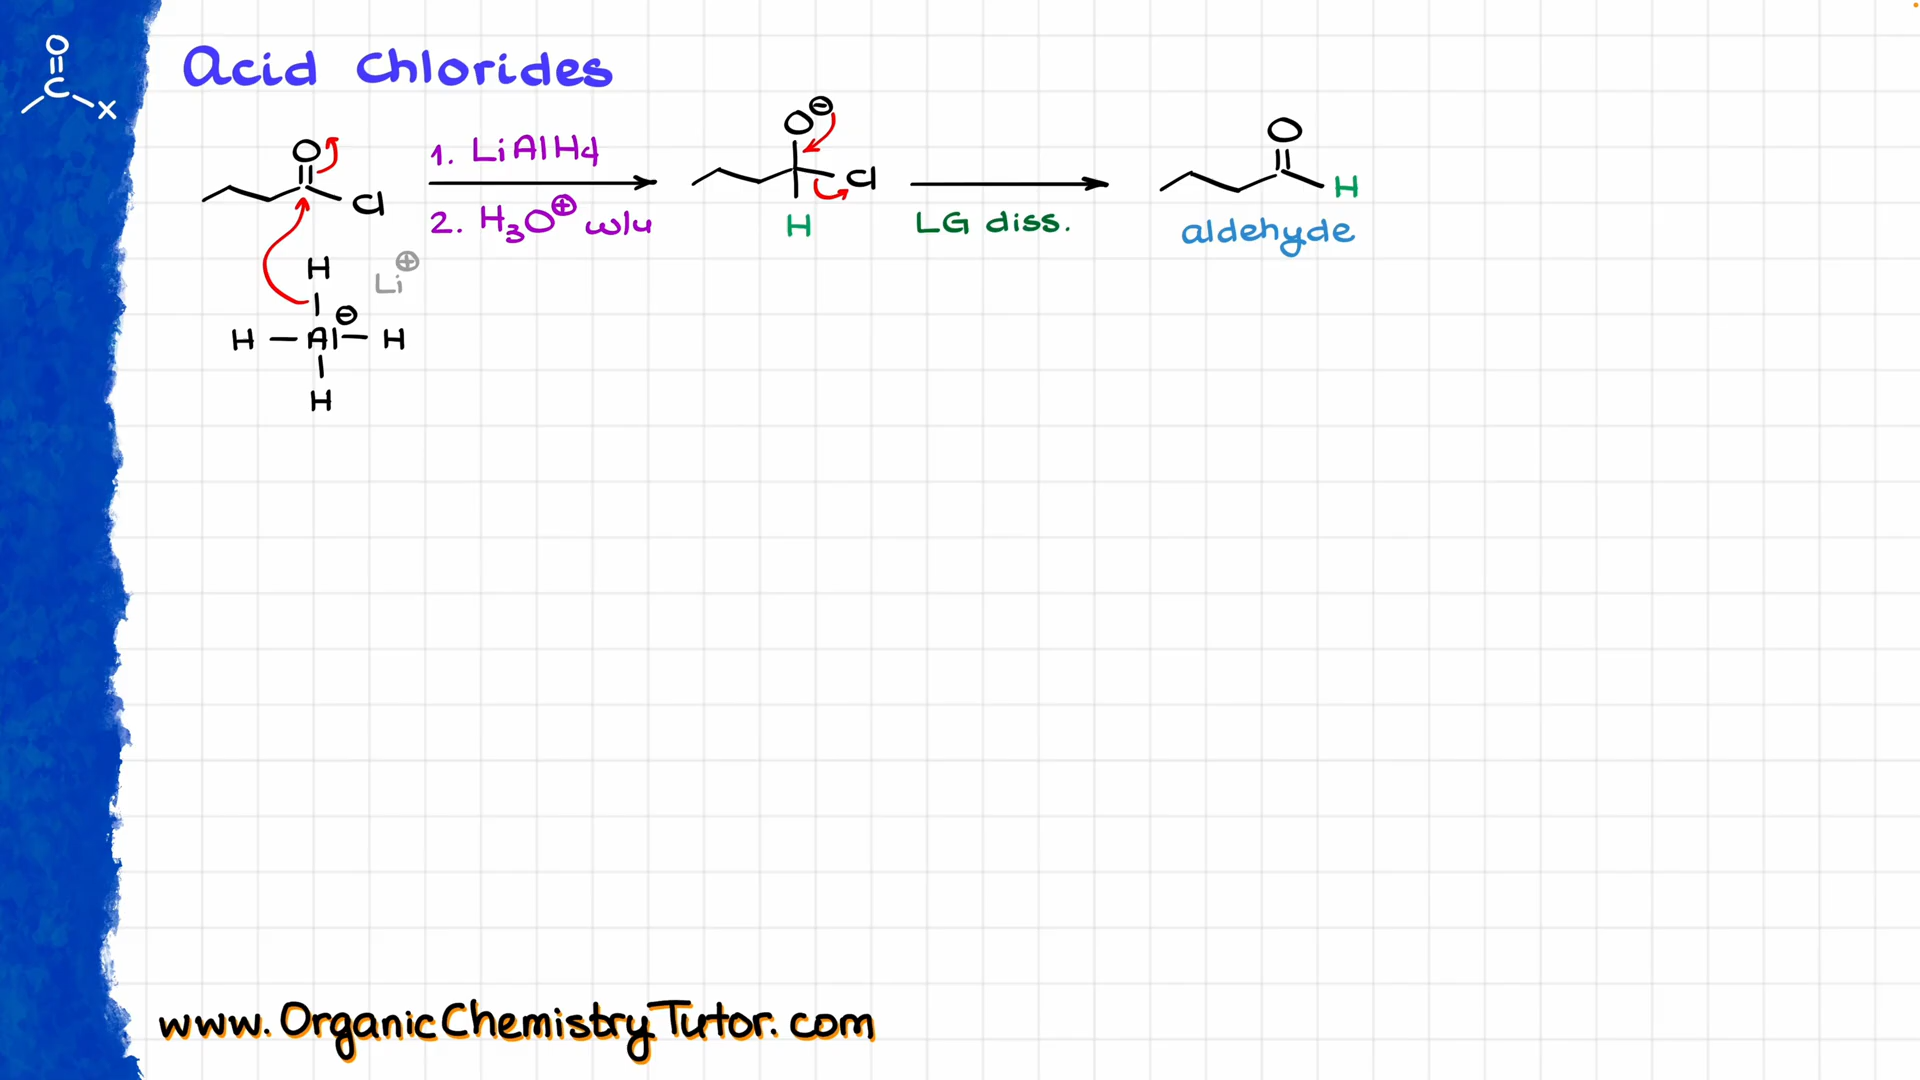 Acid Chlorides
O
C
X
O
Cl
1. LiAlH4
2. H3O⊕ w/u
O⊖
Cl
H
LG diss.
O
H
aldehyde
H
Li⊕
H — Al⊖ — H
H
www.OrganicChemistryTutor.com